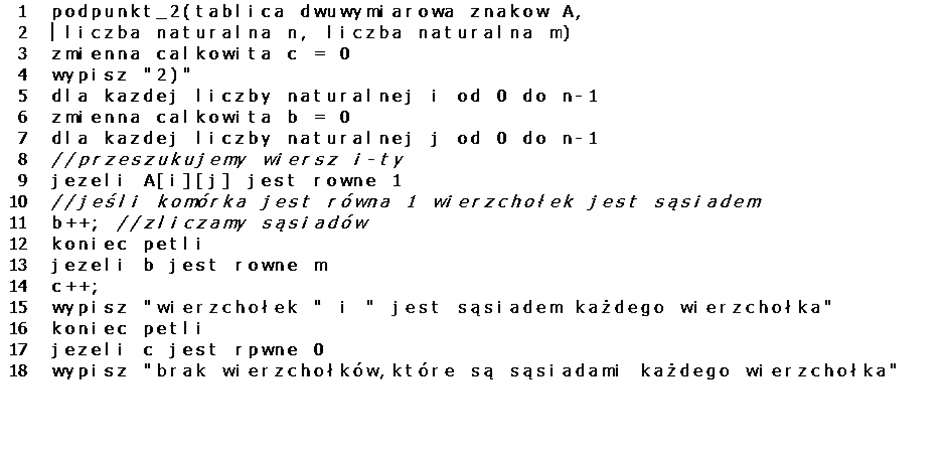 1 podpunkt_2(tablica dwuwymiarowa znakow A,
2 |liczba naturalna n, liczba naturalna m)
3 zmienna calkowita c = 0
4 wypisz "2)"
5 dla kazdej liczby naturalnej i od 0 do n-1
6 zmienna calkowita b = 0
7 dla kazdej liczby naturalnej j od 0 do n-1
8 //przeszukujemy wiersz i-ty
9 jezeli A[i][j] jest rowne 1
10 //jeśli komórka jest równa 1 wierzchołek jest sąsiadem
11 b++; //zliczamy sąsiadów
12 koniec petli
13 jezeli b jest rowne m
14 c++;
15 wypisz "wierzchołek " i " jest sąsiadem każdego wierzchołka"
16 koniec petli
17 jezeli c jest rpwne 0
18 wypisz "brak wierzchołków,które są sąsiadami każdego wierzchołka"